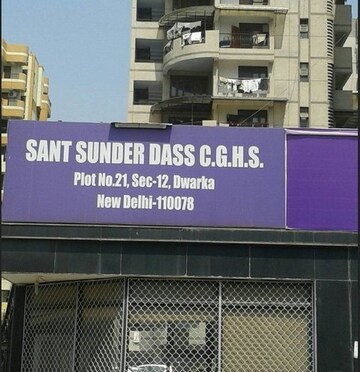 SANT SUNDER DASS C.G.H.S.
Plot No.21, Sec-12, Dwarka
New Delhi-110078